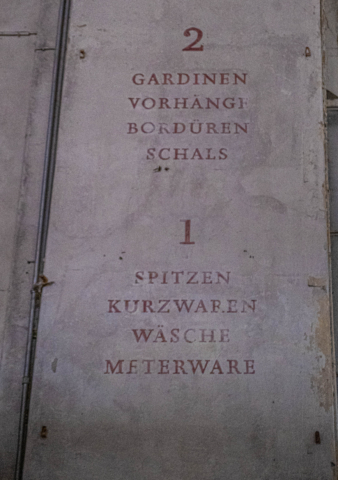 2
GARDINEN
VORHÄNGE
BORDÜREN
SCHALS
1
SPITZEN
KURZWAREN
WÄSCHE
METERWARE